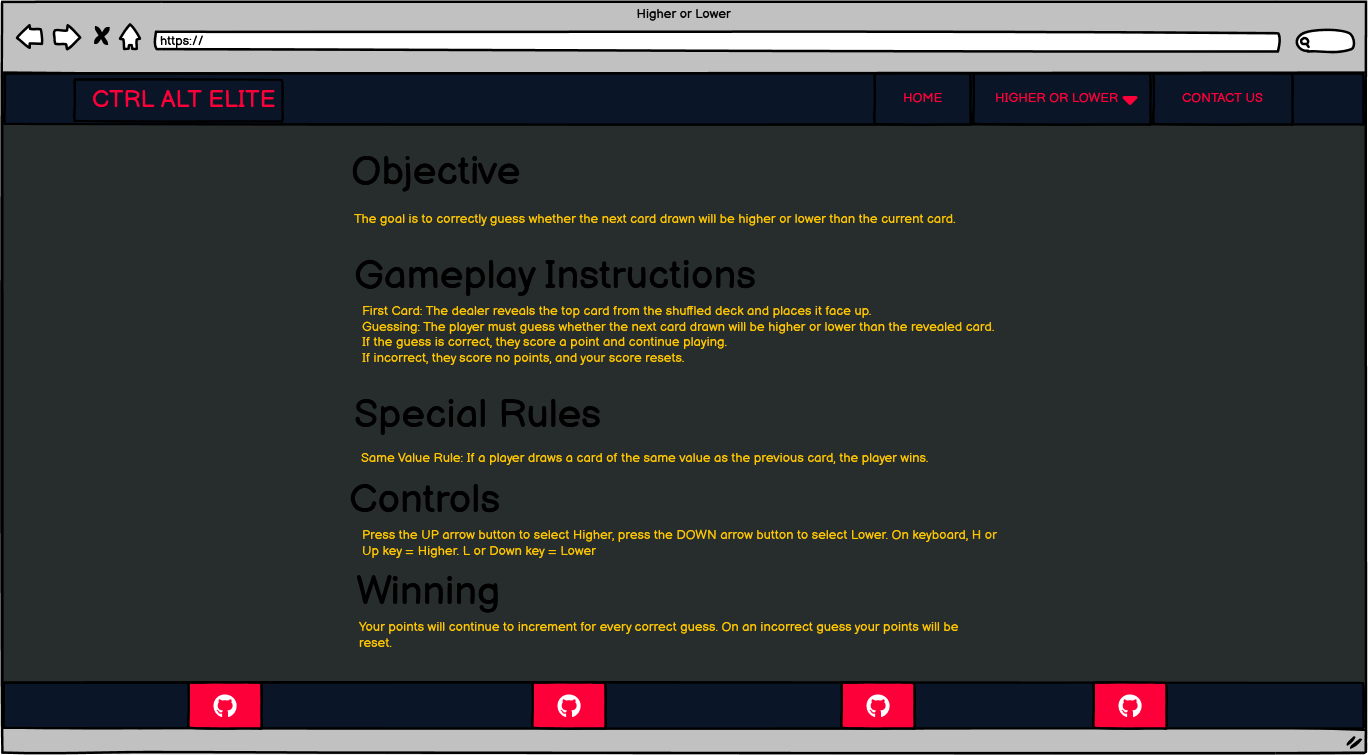 Higher or Lower
https://
CTRL ALT ELITE
HOME
HIGHER OR LOWER
CONTACT US
Objective
The goal is to correctly guess whether the next card drawn will be higher or lower than the current card.
Gameplay Instructions
First Card: The dealer reveals the top card from the shuffled deck and places it face up.
Guessing: The player must guess whether the next card drawn will be higher or lower than the revealed card.
If the guess is correct, they score a point and continue playing.
If incorrect, they score no points, and your score resets.
Special Rules
Same Value Rule: If a player draws a card of the same value as the previous card, the player wins.
Controls
Press the UP arrow button to select Higher, press the DOWN arrow button to select Lower. On keyboard, H or
Up key = Higher. L or Down key = Lower
Winning
Your points will continue to increment for every correct guess. On an incorrect guess your points will be
reset.